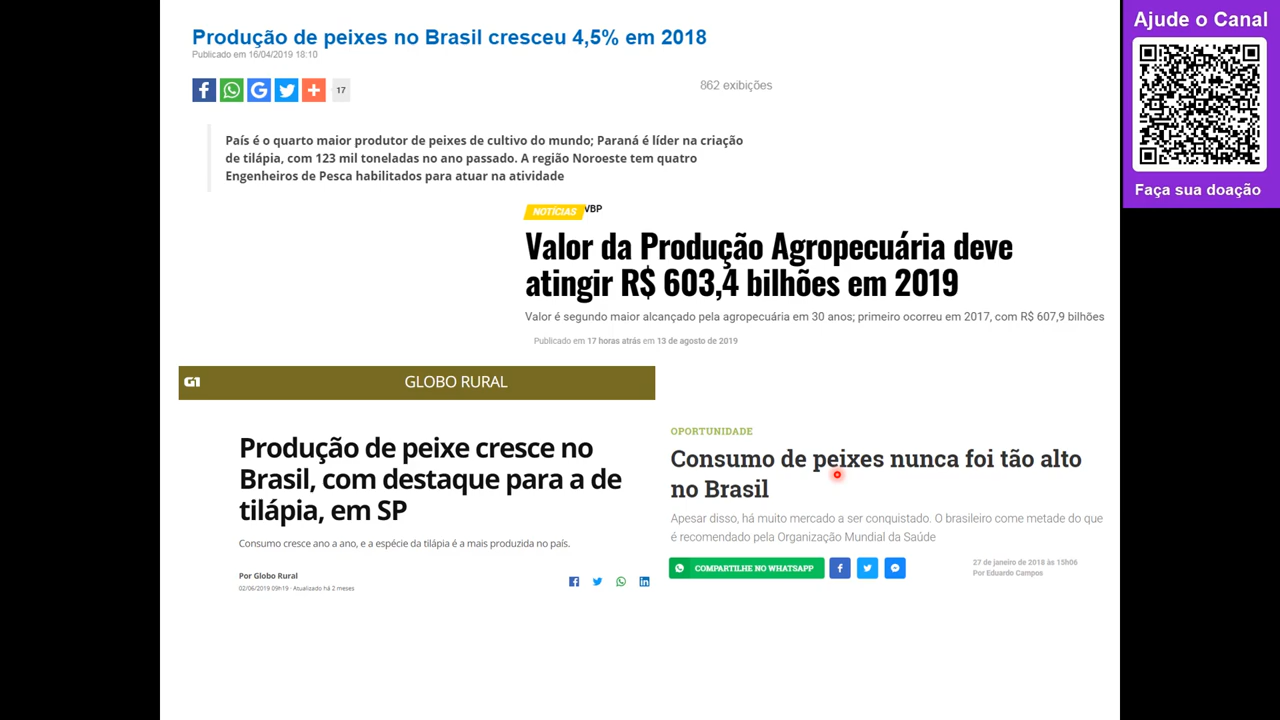 Produção de peixes no Brasil cresceu 4,5% em 2018
Publicado em 16/04/2019 18:10
17
862 exibições
País é o quarto maior produtor de peixes de cultivo do mundo; Paraná é líder na criação
de tilápia, com 123 mil toneladas no ano passado. A região Noroeste tem quatro
Engenheiros de Pesca habilitados para atuar na atividade
NOTÍCIAS VBP
Valor da Produção Agropecuária deve
atingir R$ 603,4 bilhões em 2019
Valor é segundo maior alcançado pela agropecuária em 30 anos; primeiro ocorreu em 2017, com R$ 607,9 bilhões
Publicado em 17 horas atrás em 13 de agosto de 2019
G1 GLOBO RURAL
Produção de peixe cresce no
Brasil, com destaque para a de
tilápia, em SP
Consumo cresce ano a ano, e a espécie da tilápia é a mais produzida no país.
Por Globo Rural
02/06/2019 09h19 · Atualizado há 2 meses
OPORTUNIDADE
Consumo de peixes nunca foi tão alto
no Brasil
Apesar disso, há muito mercado a ser conquistado. O brasileiro come metade do que
é recomendado pela Organização Mundial da Saúde
COMPARTILHE NO WHATSAPP
27 de janeiro de 2018 às 15h06
Por Eduardo Campos
Ajude o Canal
Faça sua doação